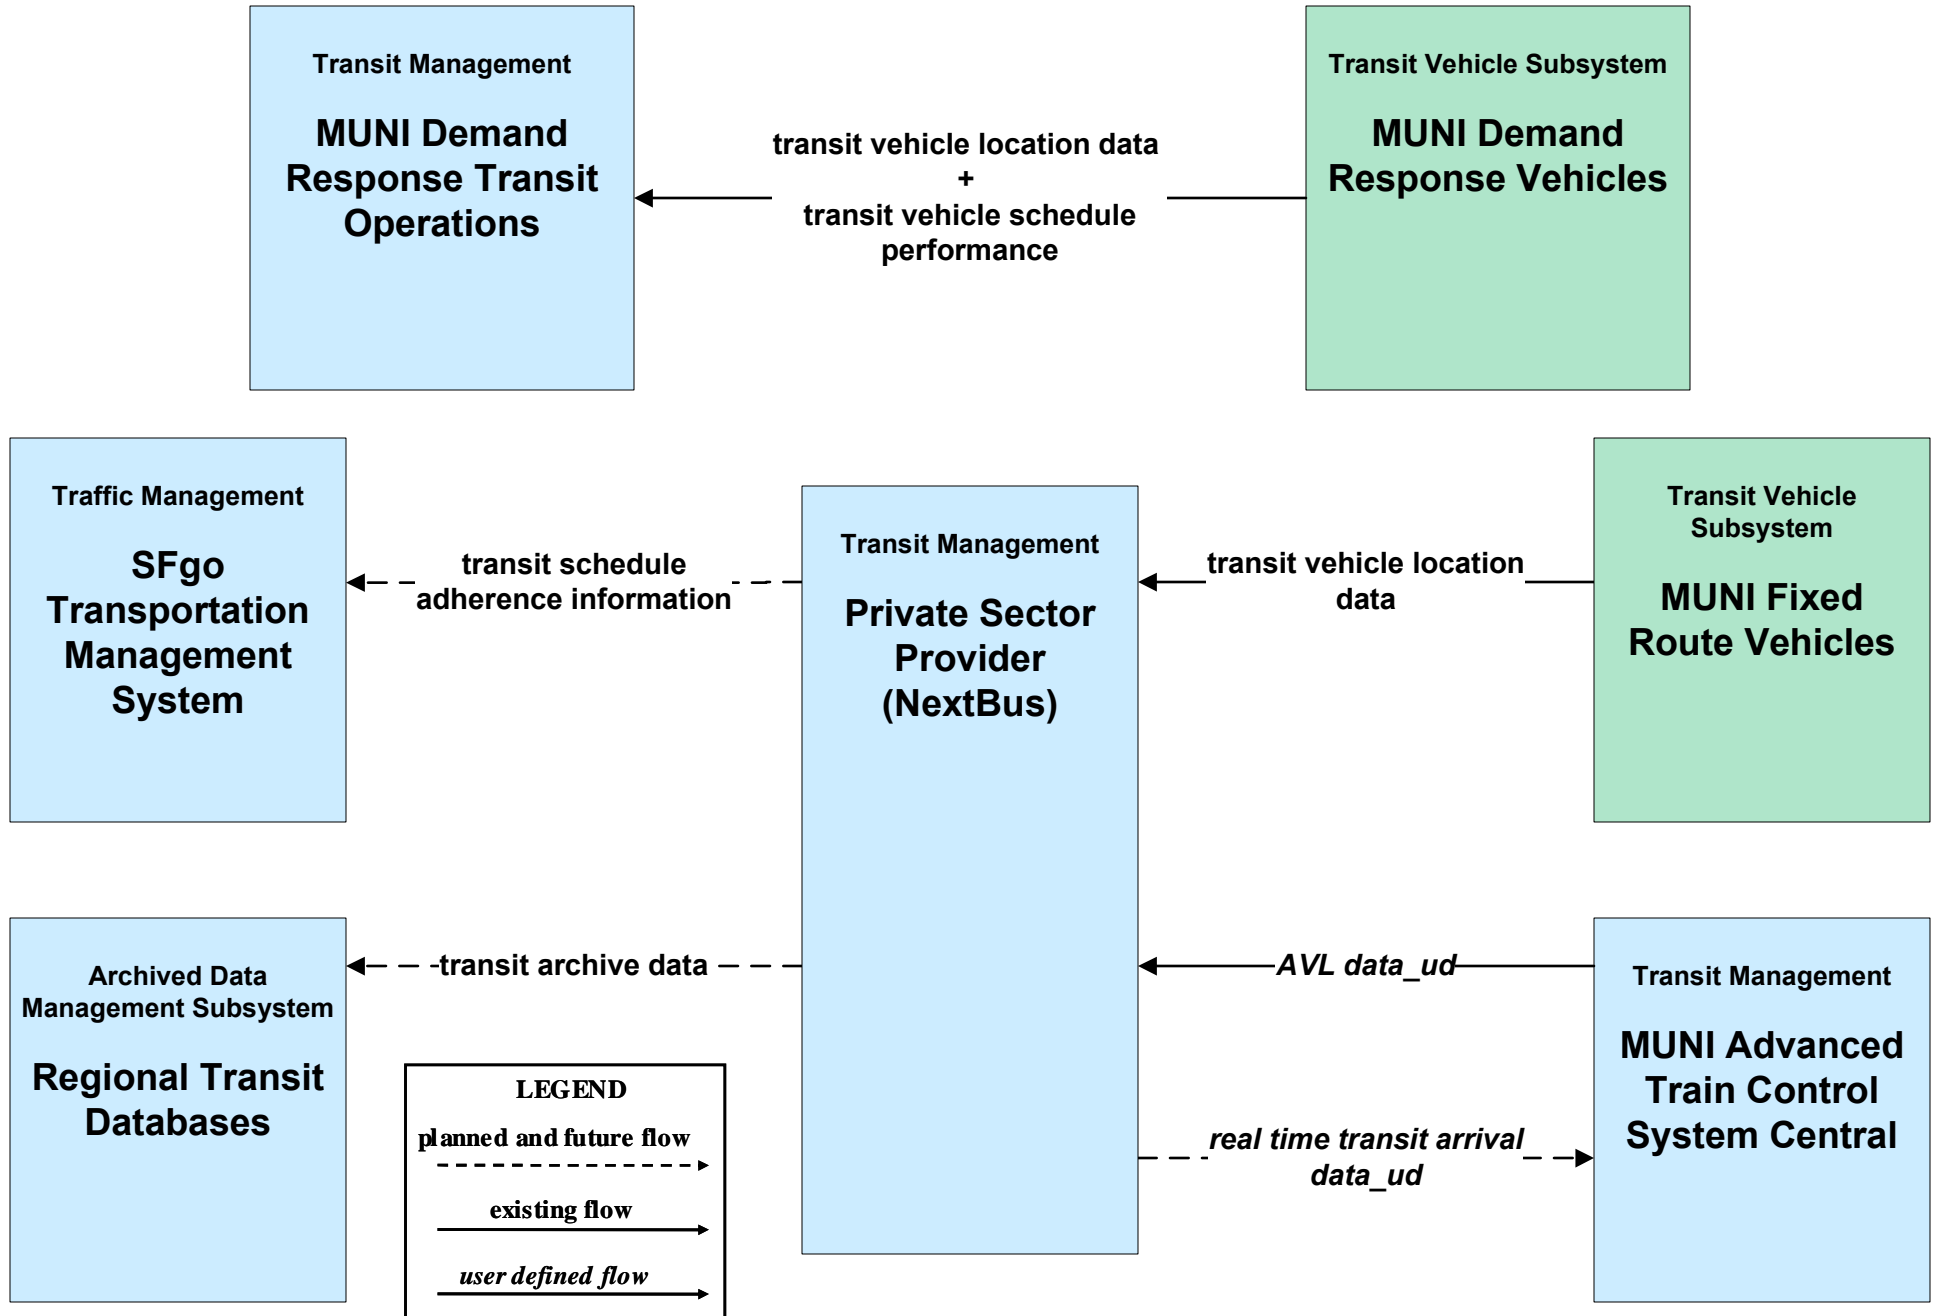 Transit Management
MUNI Demand
Response Transit
Operations
transit vehicle location data
+
transit vehicle schedule
performance
Transit Vehicle Subsystem
MUNI Demand
Response Vehicles
Traffic Management
SFgo
Transportation
Management
System
transit schedule
adherence information
Transit Management
Private Sector
Provider
(NextBus)
transit vehicle location
data
Transit Vehicle
Subsystem
MUNI Fixed
Route Vehicles
Archived Data
Management Subsystem
Regional Transit
Databases
transit archive data
AVL data_ud
real time transit arrival
data_ud
Transit Management
MUNI Advanced
Train Control
System Central
LEGEND
planned and future flow
existing flow
user defined flow